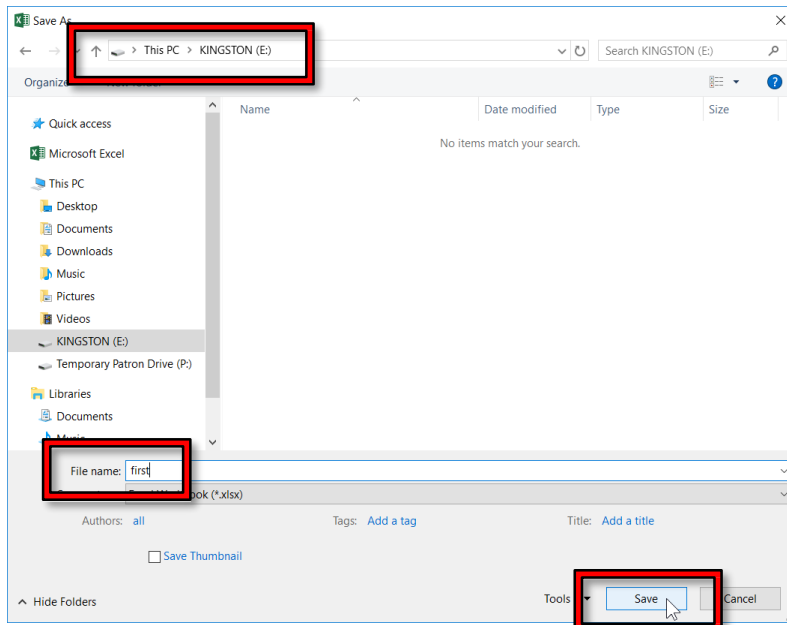 Save As
This PC > KINGSTON (E:)
Search KINGSTON (E:)
Organize
Name
Date modified
Type
Size
No items match your search.
Quick access
Microsoft Excel
This PC
Desktop
Documents
Downloads
Music
Pictures
Videos
KINGSTON (E:)
Temporary Patron Drive (P:)
Libraries
Documents
Music
File name: first
(*.xlsx)
Authors: all
Tags: Add a tag
Title: Add a title
Save Thumbnail
Hide Folders
Tools
Save
Cancel